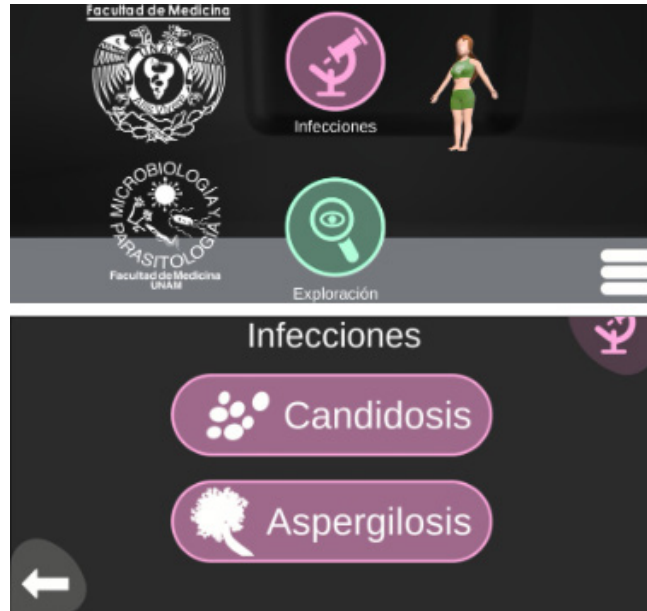 Facultad de Medicina
Infecciones
MICROBIOLOGÍA Y
PARASITOLOGÍA
Facultad de Medicina
UNAM
Exploración
Infecciones
Candidosis
Aspergilosis